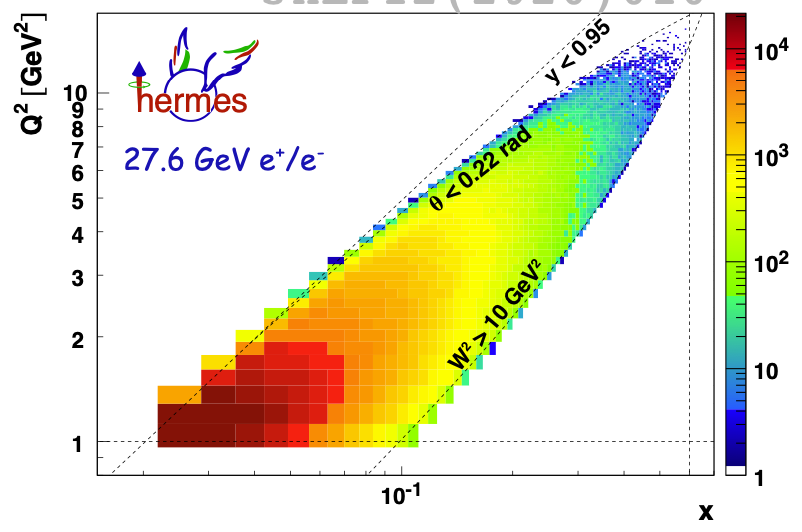 Q² [GeV²]
10
9
8
7
6
5
4
3
2
1
hermes
27.6 GeV e⁺/e⁻
y < 0.95
θ < 0.22 rad
W² > 10 GeV²
10⁻¹
x
10⁴
10³
10²
10
1